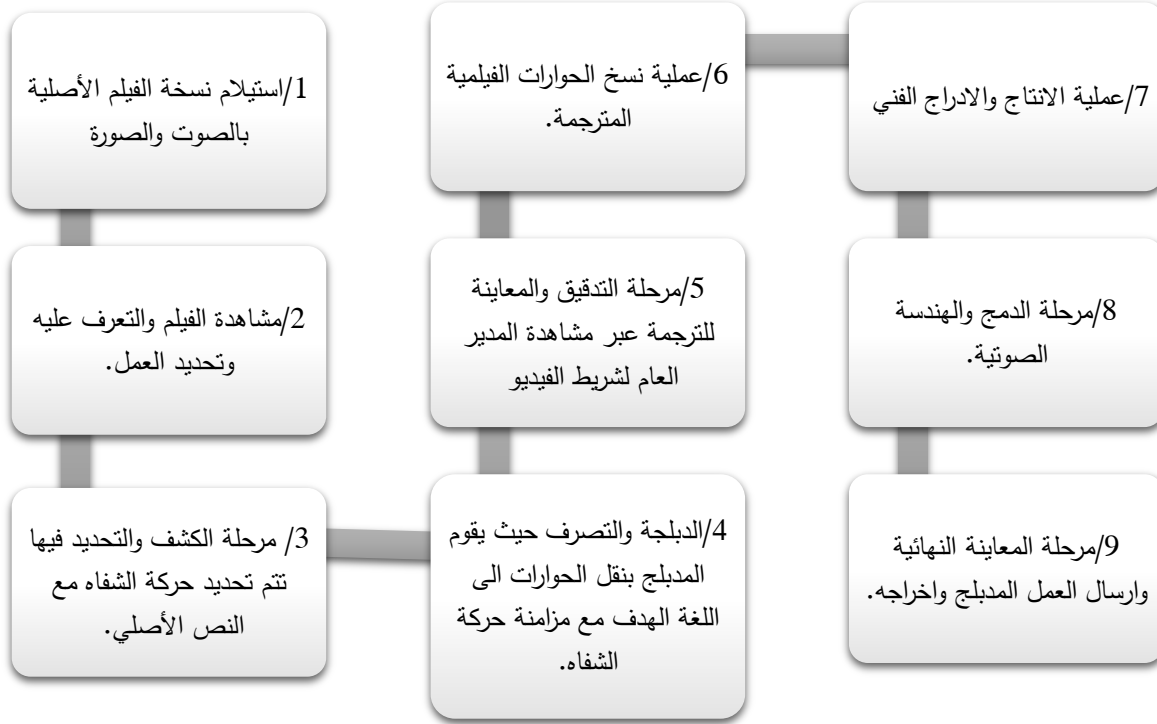 1/استيلام نسخة الفيلم الأصلية
بالصوت والصورة
2/مشاهدة الفيلم والتعرف عليه
وتحديد العمل.
3/ مرحلة الكشف والتحديد فيها
تتم تحديد حركة الشفاه مع
النص الأصلي.
4/الدبلجة والتصرف حيث يقوم
المدبلج بنقل الحوارات الى
اللغة الهدف مع مزامنة حركة
الشفاه.
5/مرحلة التدقيق والمعاينة
للترجمة عبر مشاهدة المدير
العام لشريط الفيديو
6/عملية نسخ الحوارات الفيلمية
المترجمة.
7/عملية الانتاج والادراج الفني
8/مرحلة الدمج والهندسة
الصوتية.
9/مرحلة المعاينة النهائية
وارسال العمل المدبلج واخراجه.